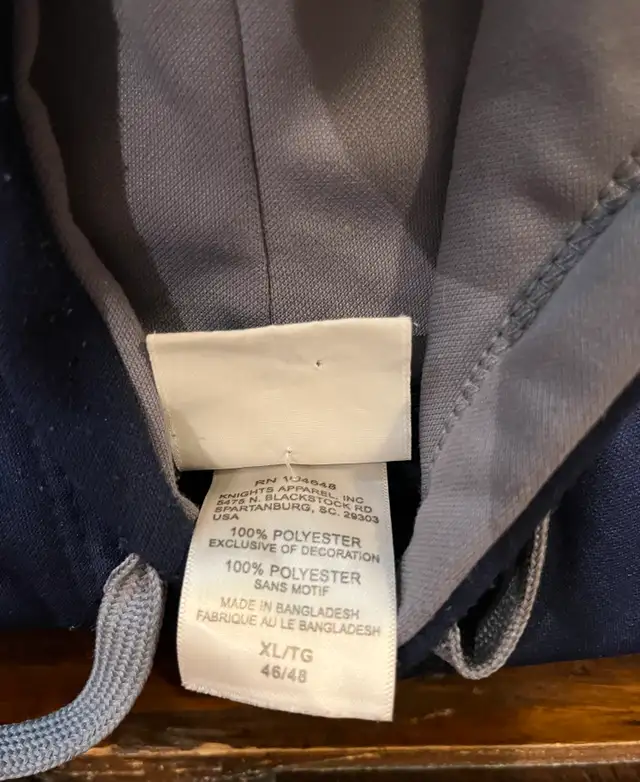 RN 104648
KNIGHTS APPAREL, INC
5475 N. BLACKSTOCK RD
SPARTANBURG, SC. 29303
USA
100% POLYESTER
EXCLUSIVE OF DECORATION
100% POLYESTER
SANS MOTIF
MADE IN BANGLADESH
FABRIQUE AU LE BANGLADESH
XL/TG
46/48